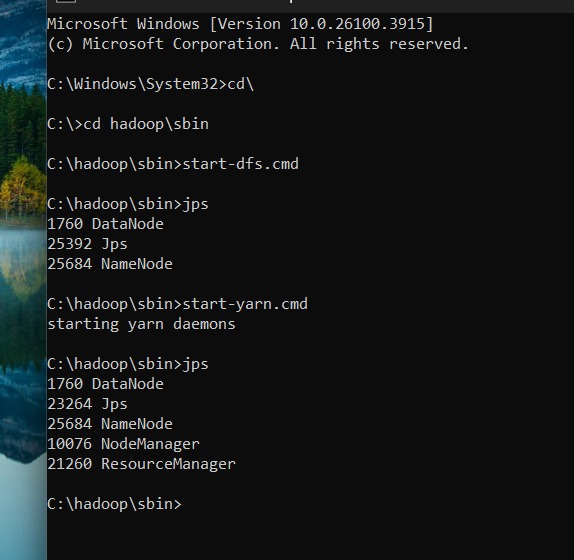 Microsoft Windows [Version 10.0.26100.3915]
(c) Microsoft Corporation. All rights reserved.
C:\Windows\System32>cd\
C:\>cd hadoop\sbin
C:\hadoop\sbin>start-dfs.cmd
C:\hadoop\sbin>jps
1760 DataNode
25392 Jps
25684 NameNode
C:\hadoop\sbin>start-yarn.cmd
starting yarn daemons
C:\hadoop\sbin>jps
1760 DataNode
23264 Jps
25684 NameNode
10076 NodeManager
21260 ResourceManager
C:\hadoop\sbin>